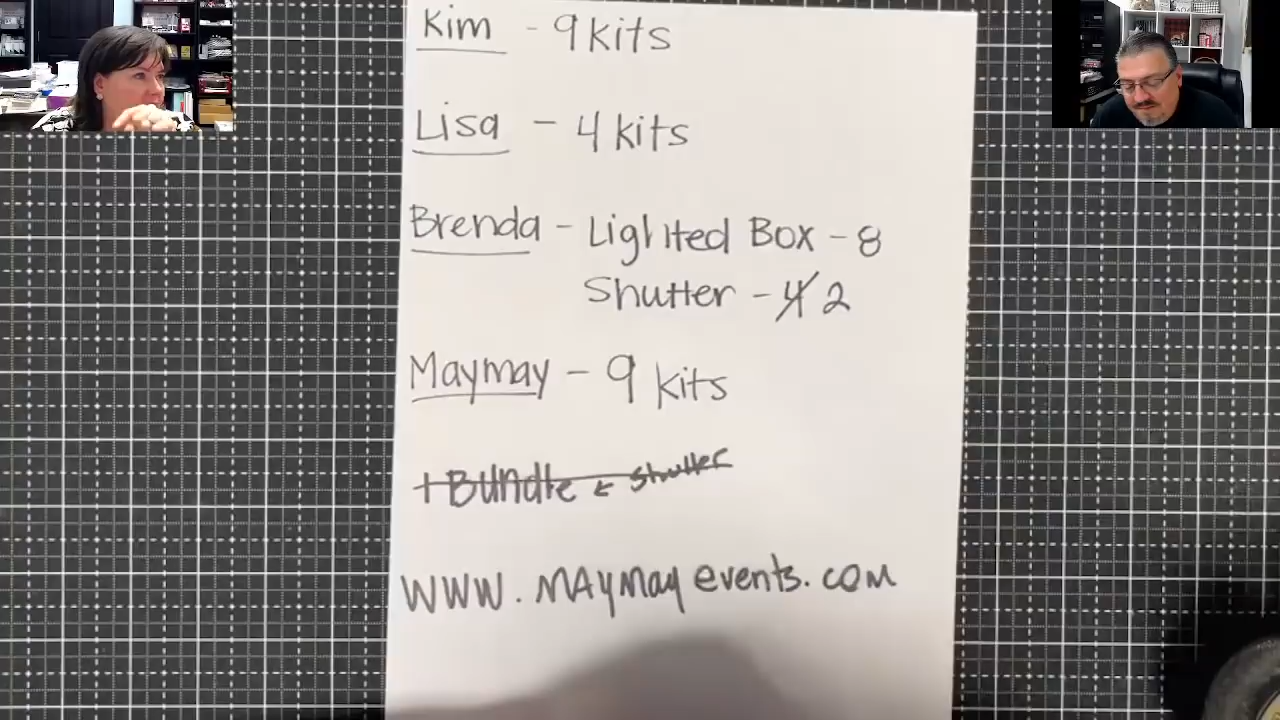 Kim - 9 kits
Lisa - 4 kits
Brenda - Lighted Box - 8
Shutter - 4 2
Maymay - 9 kits
1 Bundle & Shutter
www.maymayevents.com